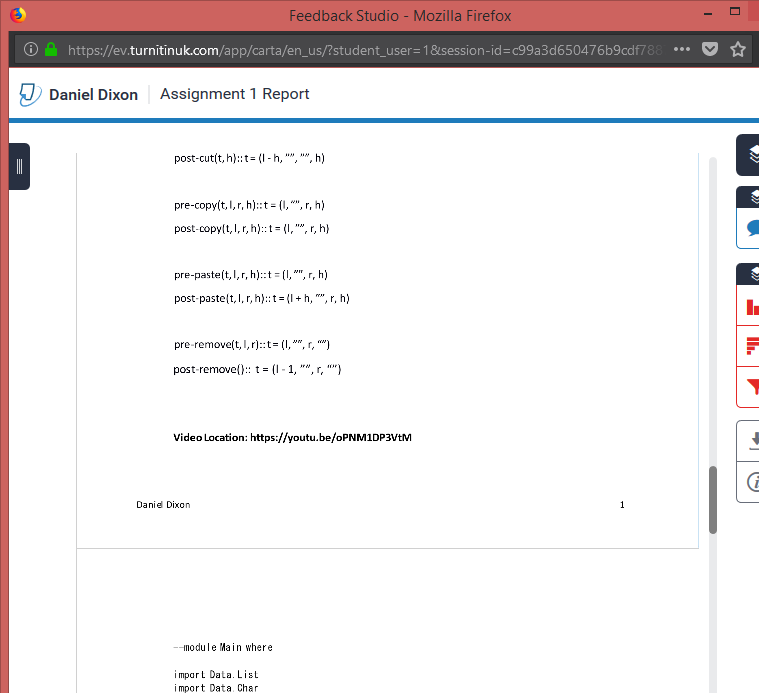 Feedback Studio - Mozilla Firefox
https://ev.turnitinuk.com/app/carta/en_us/?student_user=1&session-id=c99a3d650476b9cdf788
Daniel Dixon Assignment 1 Report
post-cut(t, h):: t = (l - h, “”, “”, h)
pre-copy(t, l, r, h):: t = (l, “”, r, h)
post-copy(t, l, r, h):: t = (l, “”, r, h)
pre-paste(t, l, r, h):: t = (l, “”, r, h)
post-paste(t, l, r, h):: t = (l + h, “”, r, h)
pre-remove(t, l, r):: t = (l, “”, r, “”)
post-remove():: t = (l - 1, “”, r, “”)
Video Location: https://youtu.be/oPNM1DP3VtM
Daniel Dixon 1
--module Main where
import Data.List
import Data.Char